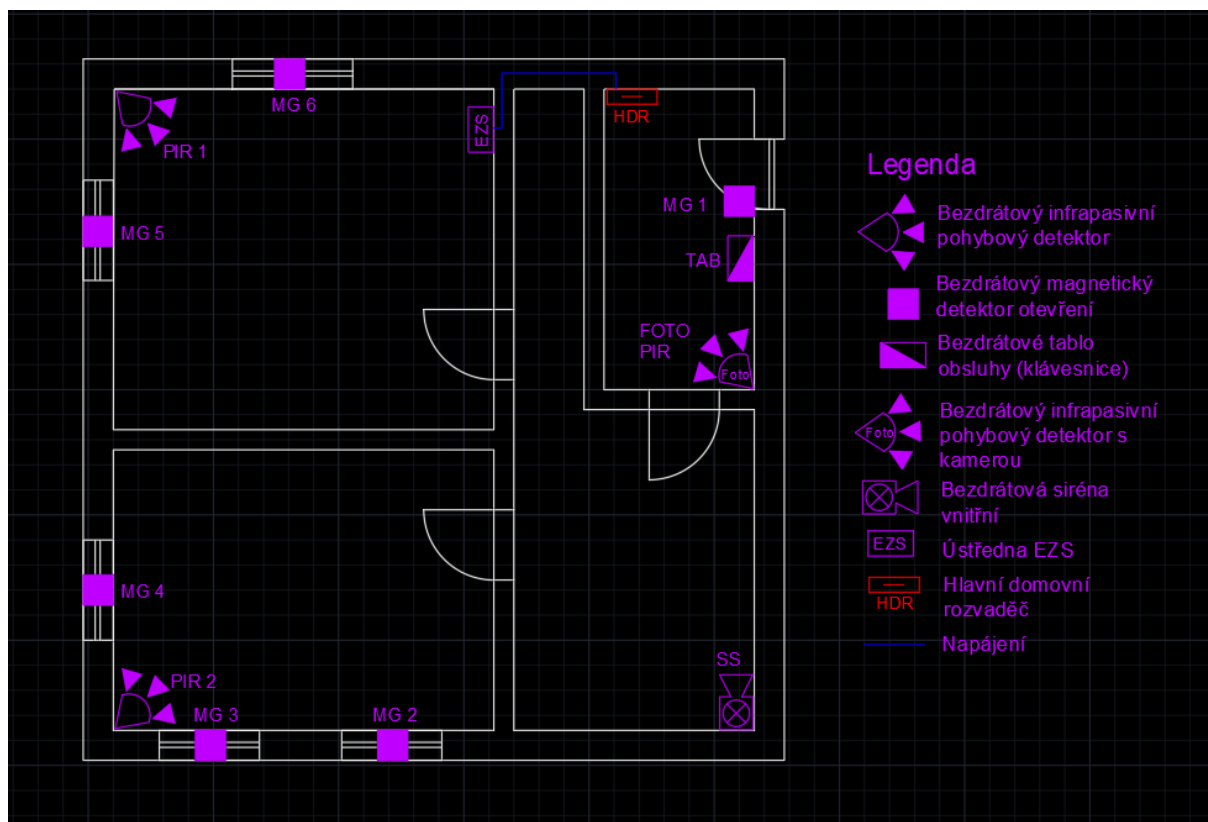 MG 6
EZS
HDR
PIR 1
MG 5
MG 1
TAB
FOTO
PIR
Foto
MG 4
PIR 2
MG 3
MG 2
SS
Legenda
Bezdrátový infrapasivní
pohybový detektor
Bezdrátový magnetický
detektor otevření
Bezdrátové tablo
obsluhy (klávesnice)
Foto
Bezdrátový infrapasivní
pohybový detektor s
kamerou
Bezdrátová siréna
vnitřní
EZS
Ústředna EZS
HDR
Hlavní domovní
rozvaděč
Napájení